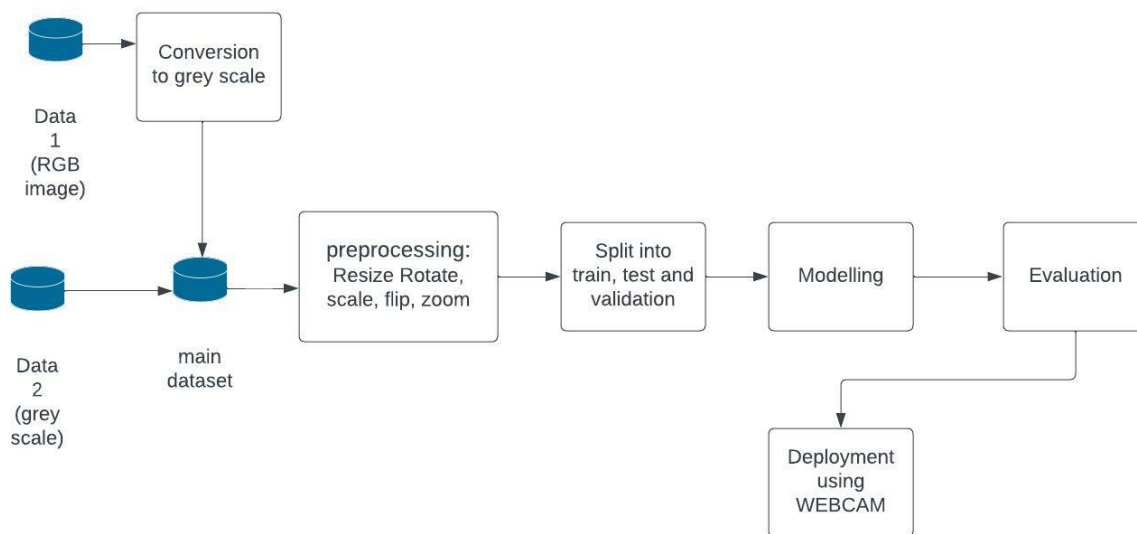 Conversion
to grey scale
Data
1
(RGB
image)
Data
2
(grey
scale)
main
dataset
preprocessing:
Resize Rotate,
scale, flip, zoom
Split into
train, test and
validation
Modelling
Evaluation
Deployment
using
WEBCAM